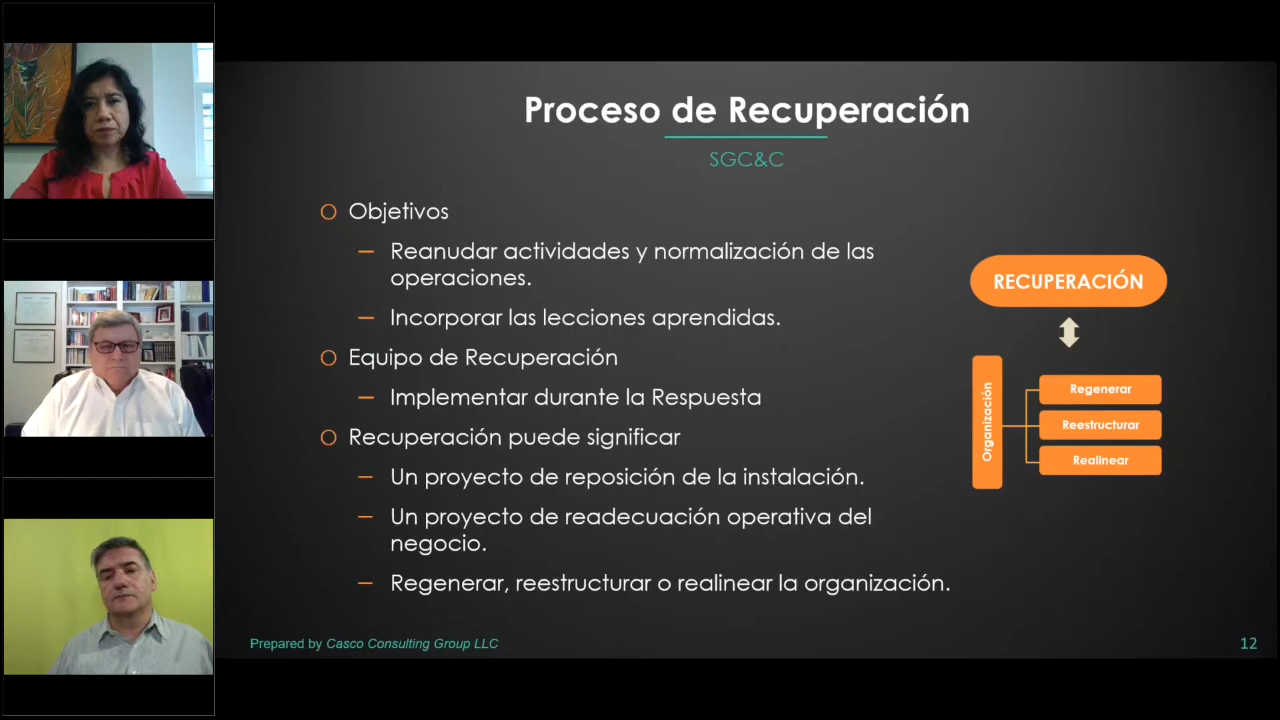 Proceso de Recuperación
SGC&C
Objetivos
Reanudar actividades y normalización de las
operaciones.
Incorporar las lecciones aprendidas.
Equipo de Recuperación
Implementar durante la Respuesta
Recuperación puede significar
Un proyecto de reposición de la instalación.
Un proyecto de readecuación operativa del
negocio.
Regenerar, reestructurar o realinear la organización.
RECUPERACIÓN
Organización
Regenerar
Reestructurar
Realinear
Prepared by Casco Consulting Group LLC
12